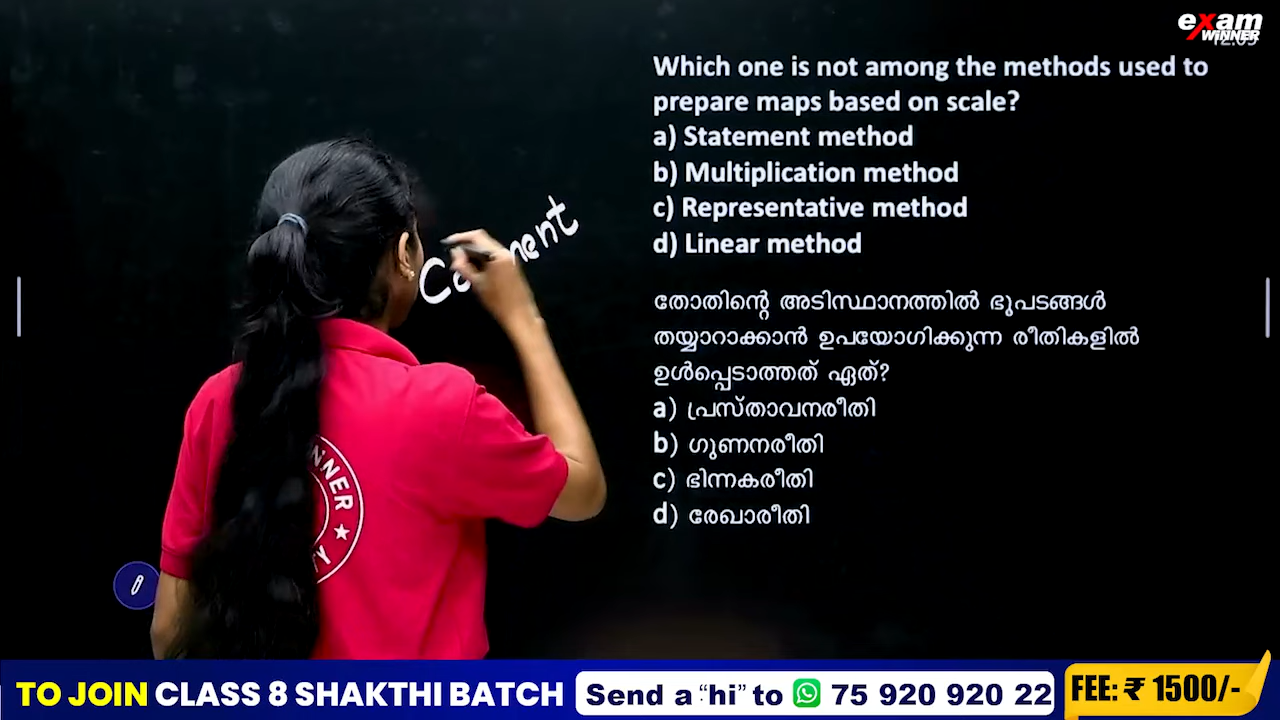 exam
WINNER
12:05
Which one is not among the methods used to
prepare maps based on scale?
a) Statement method
b) Multiplication method
c) Representative method
d) Linear method
തോതിന്റെ അടിസ്ഥാനത്തിൽ ഭൂപടങ്ങൾ
തയ്യാറാക്കാൻ ഉപയോഗിക്കുന്ന രീതികളിൽ
ഉൾപ്പെടാത്തത് ഏത്?
a) പ്രസ്താവനരീതി
b) ഗുണനരീതി
c) ഭിന്നകരീതി
d) രേഖാരീതി
TO JOIN CLASS 8 SHAKTHI BATCH
Send a “hi” to 75 920 920 22
FEE: ₹ 1500/-